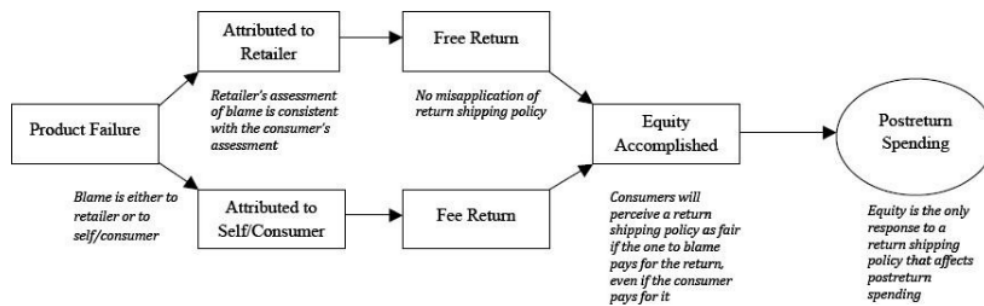 Attributed to
Retailer
Free Return
Retailer's assessment
of blame is consistent
with the consumer's
assessment
No misapplication of
return shipping policy
Product Failure
Equity
Accomplished
Postreturn
Spending
Blame is either to
retailer or to
self/consumer
Attributed to
Self/Consumer
Fee Return
Consumers will
perceive a return
shipping policy as fair
if the one to blame
pays for the return,
even if the consumer
pays for it
Equity is the only
response to a
return shipping
policy that affects
postreturn
spending